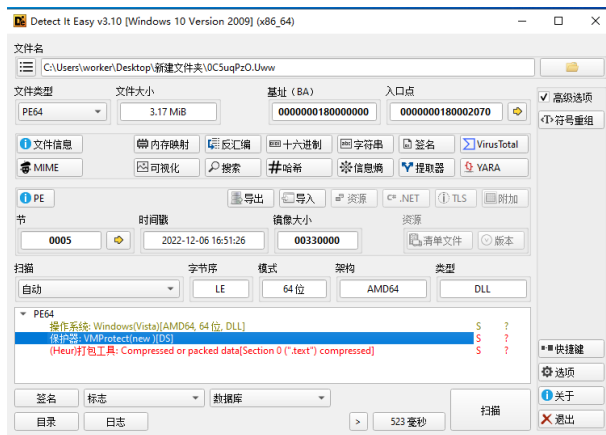 Detect It Easy v3.10 [Windows 10 Version 2009] (x86_64)
文件名
C:\Users\worker\Desktop\新建文件夹\0C5uqPzO.Uww
文件类型 文件大小 基址 (BA) 入口点
PE64 3.17 MiB 0000000180000000 0000000180002070
高级选项
符号重组
文件信息 内存映射 反汇编 十六进制 字符串 签名 VirusTotal
MIME 可视化 搜索 哈希 信息熵 提取器 YARA
PE 导出 导入 资源 .NET TLS 附加
节 时间戳 镜像大小 资源
0005 2022-12-06 16:51:26 00330000 清单文件 版本
扫描 字节序 模式 架构 类型
自动 LE 64 位 AMD64 DLL
PE64
操作系统: Windows(Vista)[AMD64, 64 位, DLL] S ?
保护器: VMProtect(new )[DS] S ?
(Heur)打包工具: Compressed or packed data[Section 0 (".text") compressed] S ?
快捷键
选项
签名 标志 数据库 扫描 关于
目录 日志 > 523 毫秒 退出